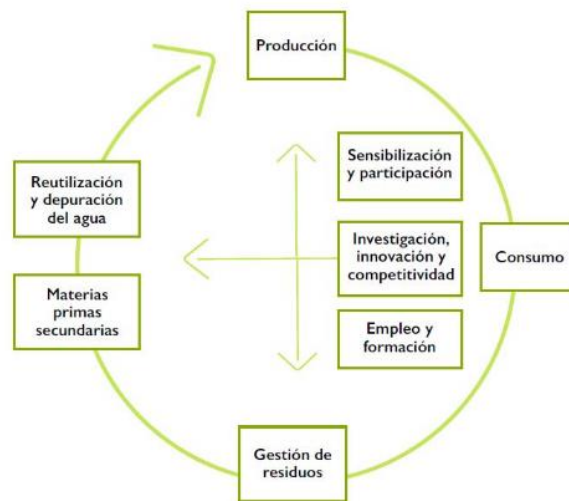 Producción
Sensibilización
y participación
Reutilización
y depuración
del agua
Investigación,
innovación y
competitividad
Consumo
Materias
primas
secundarias
Empleo y
formación
Gestión de
residuos